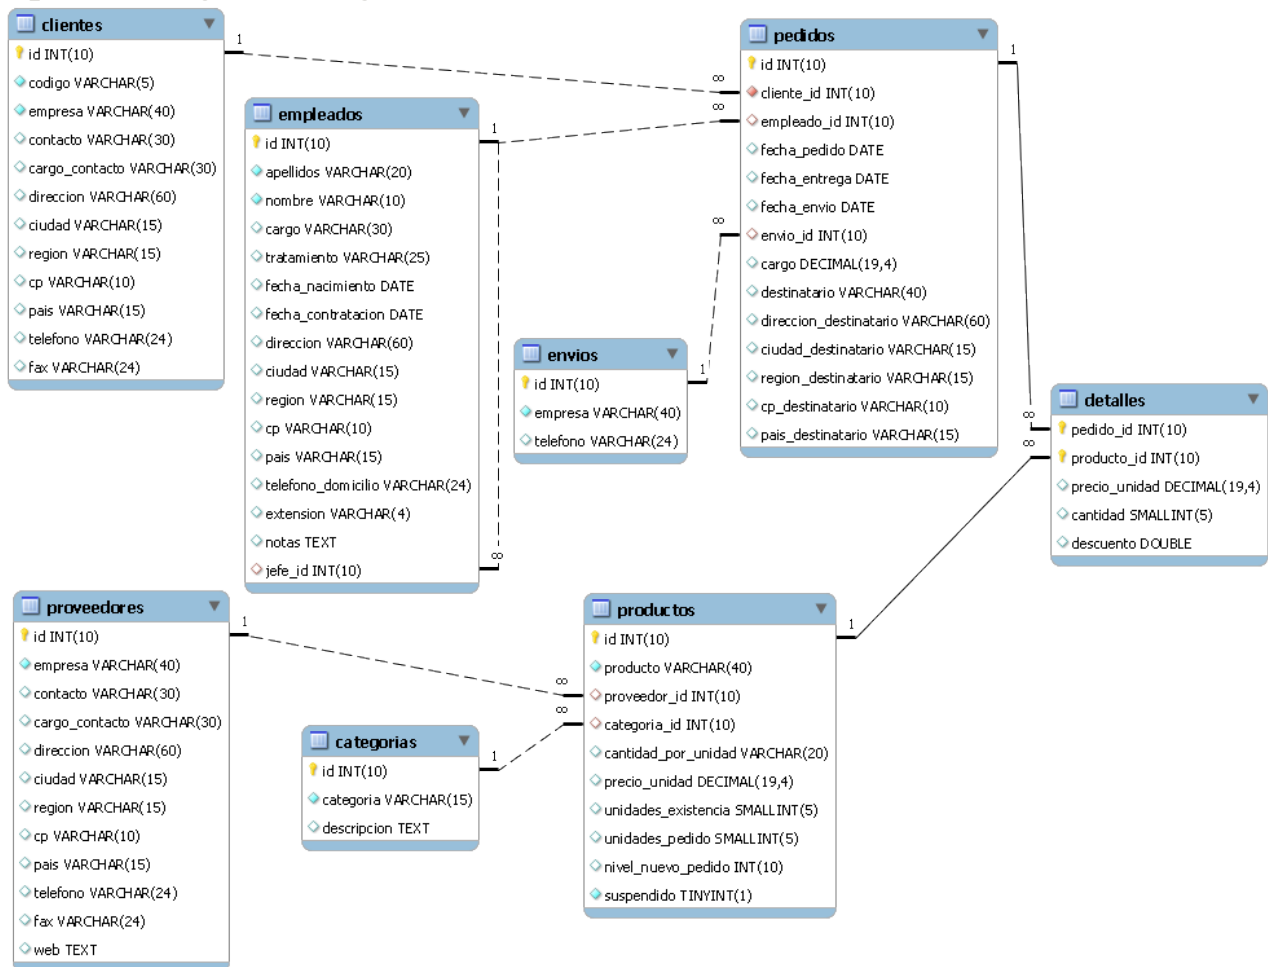 clientes
id INT(10)
codigo VARCHAR(5)
empresa VARCHAR(40)
contacto VARCHAR(30)
cargo_contacto VARCHAR(30)
direccion VARCHAR(60)
ciudad VARCHAR(15)
region VARCHAR(15)
cp VARCHAR(10)
pais VARCHAR(15)
telefono VARCHAR(24)
fax VARCHAR(24)
1
∞
empleados
id INT(10)
apellidos VARCHAR(20)
nombre VARCHAR(10)
cargo VARCHAR(30)
tratamiento VARCHAR(25)
fecha_nacimiento DATE
fecha_contratacion DATE
direccion VARCHAR(60)
ciudad VARCHAR(15)
region VARCHAR(15)
cp VARCHAR(10)
pais VARCHAR(15)
telefono_domicilio VARCHAR(24)
extension VARCHAR(4)
notas TEXT
jefe_id INT(10)
1
∞
∞
envios
id INT(10)
empresa VARCHAR(40)
telefono VARCHAR(24)
1
∞
pedidos
id INT(10)
cliente_id INT(10)
empleado_id INT(10)
fecha_pedido DATE
fecha_entrega DATE
fecha_envio DATE
envio_id INT(10)
cargo DECIMAL(19,4)
destinatario VARCHAR(40)
direccion_destinatario VARCHAR(60)
ciudad_destinatario VARCHAR(15)
region_destinatario VARCHAR(15)
cp_destinatario VARCHAR(10)
pais_destinatario VARCHAR(15)
1
∞
∞
detalles
pedido_id INT(10)
producto_id INT(10)
precio_unidad DECIMAL(19,4)
cantidad SMALLINT(5)
descuento DOUBLE
proveedores
id INT(10)
empresa VARCHAR(40)
contacto VARCHAR(30)
cargo_contacto VARCHAR(30)
direccion VARCHAR(60)
ciudad VARCHAR(15)
region VARCHAR(15)
cp VARCHAR(10)
pais VARCHAR(15)
telefono VARCHAR(24)
fax VARCHAR(24)
web TEXT
1
∞
categorias
id INT(10)
categoria VARCHAR(15)
descripcion TEXT
1
∞
productos
id INT(10)
producto VARCHAR(40)
proveedor_id INT(10)
categoria_id INT(10)
cantidad_por_unidad VARCHAR(20)
precio_unidad DECIMAL(19,4)
unidades_existencia SMALLINT(5)
unidades_pedido SMALLINT(5)
nivel_nuevo_pedido INT(10)
suspendido TINYINT(1)
1